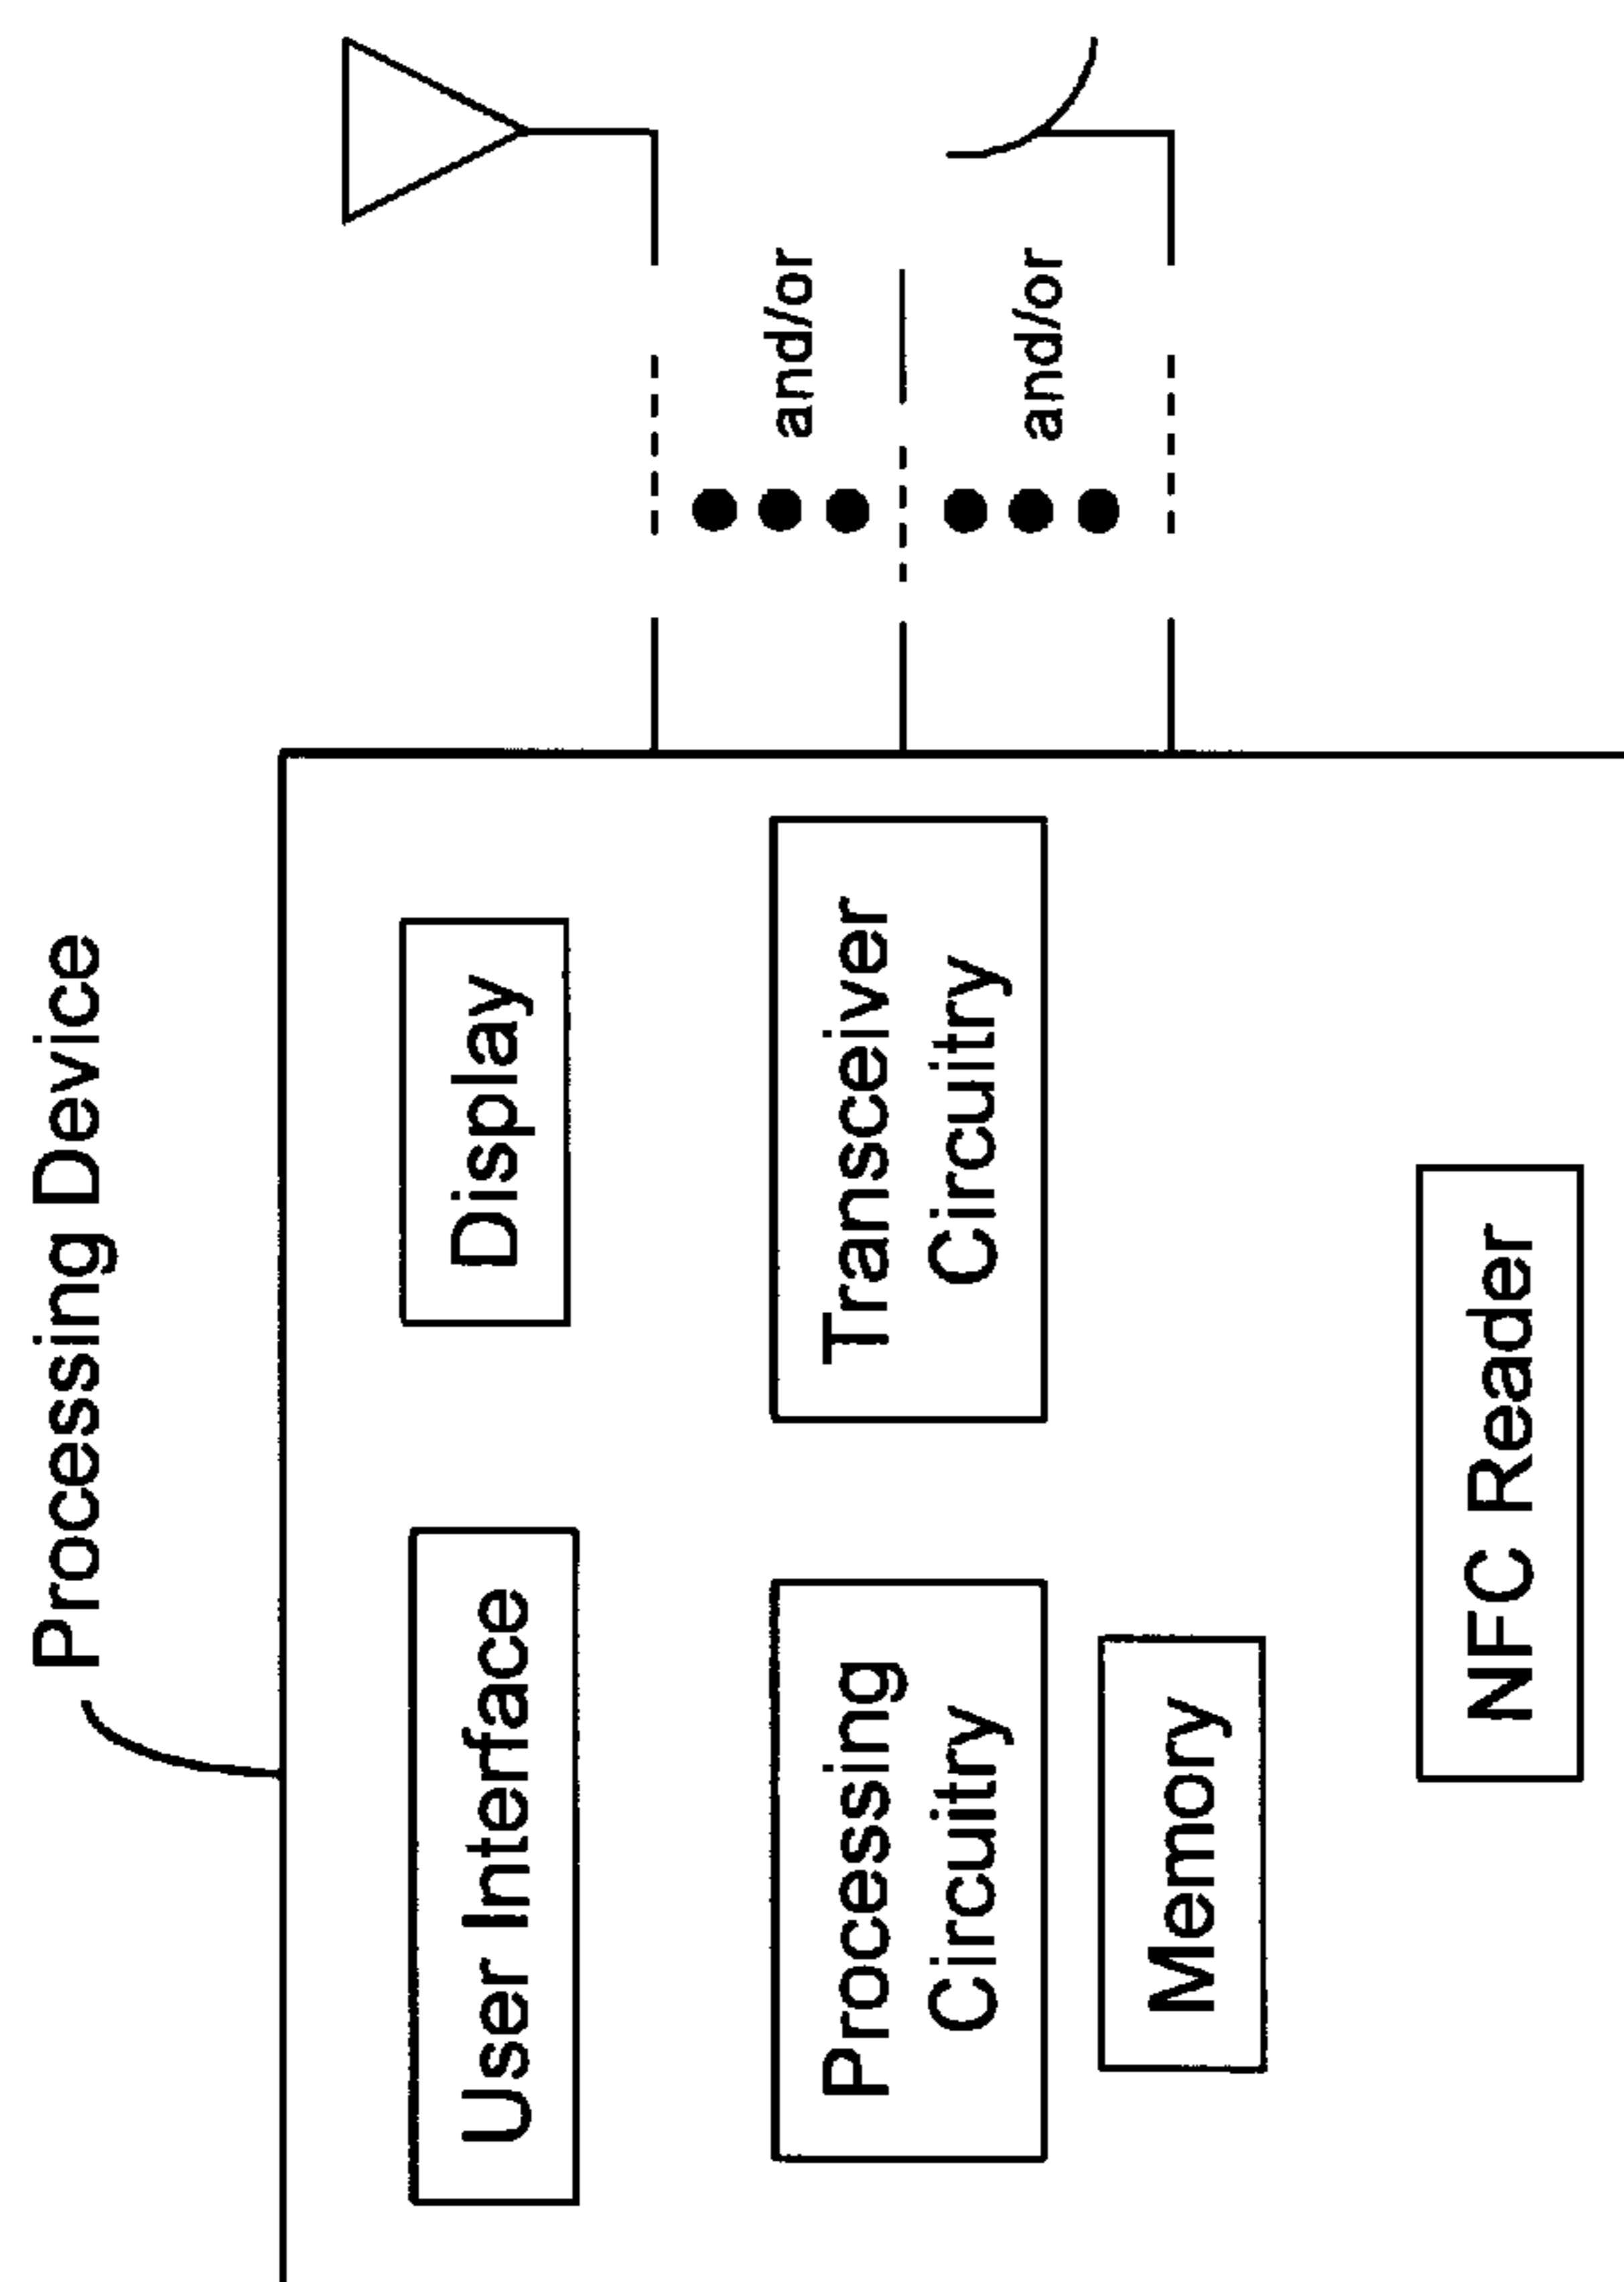 Processing Device
User Interface
Display
and/or
Processing
Circuitry
Transceiver
Circuitry
and/or
Memory
NFC Reader